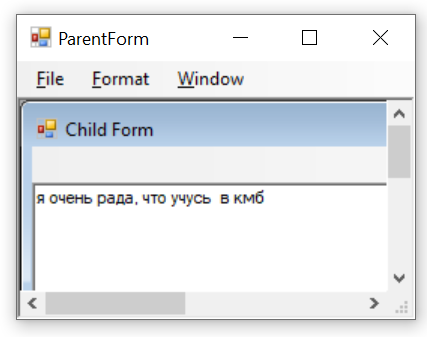 ParentForm
File Format Window
Child Form
я очень рада, что учусь  в кмб